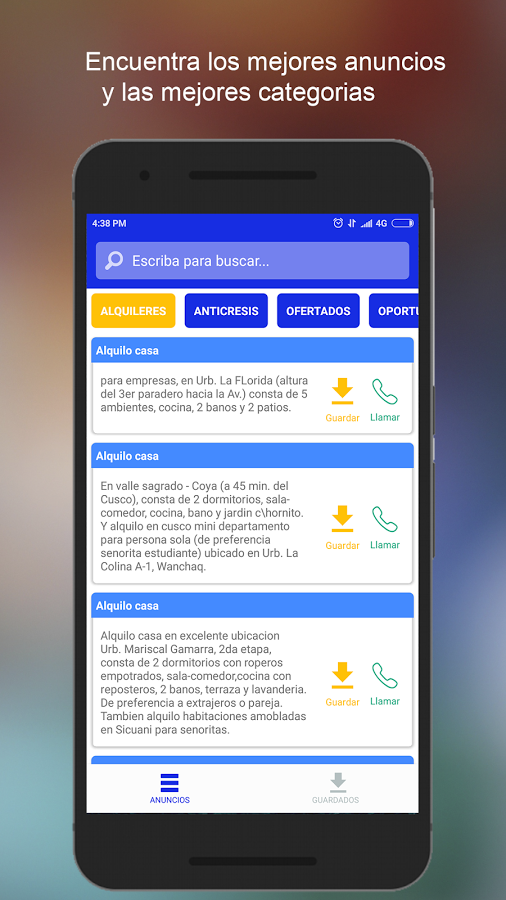 Encuentra los mejores anuncios
y las mejores categorias
4:38 PM
4G
Escriba para buscar...
ALQUILERES
ANTICRESIS
OFERTADOS
OPORTU
Alquilo casa
para empresas, en Urb. La FLorida (altura
del 3er paradero hacia la Av.) consta de 5
ambientes, cocina, 2 banos y 2 patios.
Guardar
Llamar
Alquilo casa
En valle sagrado - Coya (a 45 min. del
Cusco), consta de 2 dormitorios, sala-
comedor, cocina, bano y jardin c\hornito.
Y alquilo en cusco mini departamento
para persona sola (de preferencia
senorita estudiante) ubicado en Urb. La
Colina A-1, Wanchaq.
Guardar
Llamar
Alquilo casa
Alquilo casa en excelente ubicacion
Urb. Mariscal Gamarra, 2da etapa,
consta de 2 dormitorios con roperos
empotrados, sala-comedor,cocina con
reposteros, 2 banos, terraza y lavanderia.
De preferencia a extrajeros o pareja.
Tambien alquilo habitaciones amobladas
en Sicuani para senoritas.
Guardar
Llamar
ANUNCIOS
GUARDADOS